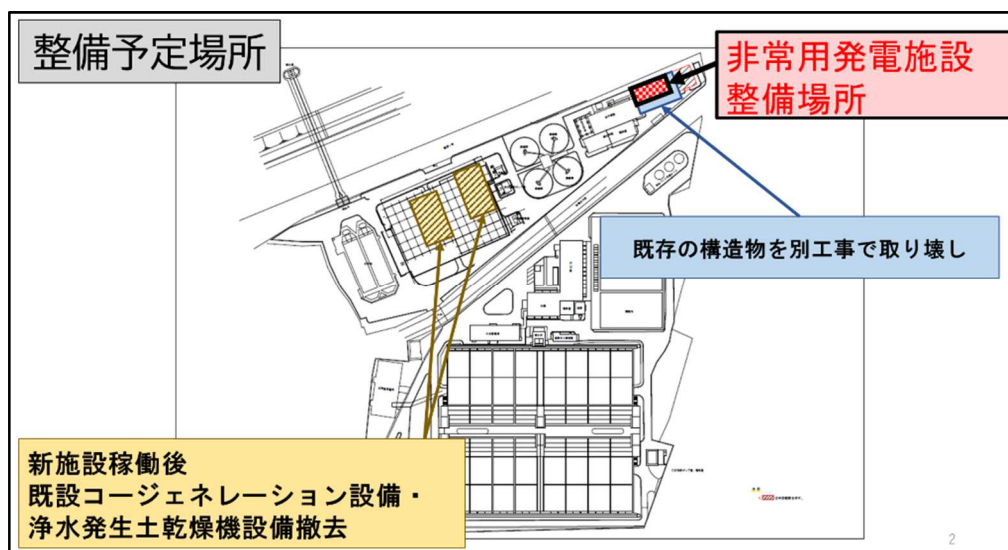 整備予定場所
非常用発電施設
整備場所
既存の構造物を別工事で取り壊し
新施設稼働後
既設コージェネレーション設備・
浄水発生土乾燥機設備撤去
2